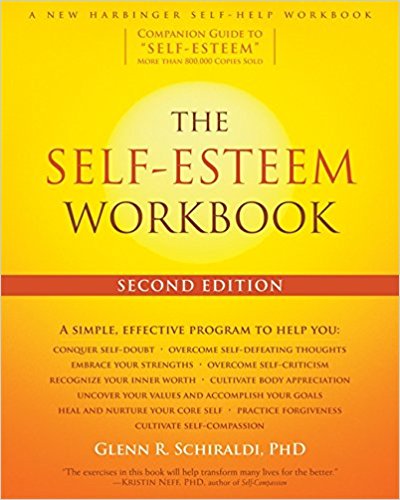 A NEW HARBINGER SELF-HELP WORKBOOK
COMPANION GUIDE TO
"SELF-ESTEEM"
MORE THAN 800,000 COPIES SOLD
THE
SELF-ESTEEM
WORKBOOK
SECOND EDITION
A SIMPLE, EFFECTIVE PROGRAM TO HELP YOU:
CONQUER SELF-DOUBT · OVERCOME SELF-DEFEATING THOUGHTS
EMBRACE YOUR STRENGTHS · OVERCOME SELF-CRITICISM
RECOGNIZE YOUR INNER WORTH · CULTIVATE BODY APPRECIATION
UNCOVER YOUR VALUES AND ACCOMPLISH YOUR GOALS
HEAL AND NURTURE YOUR CORE SELF · PRACTICE FORGIVENESS
CULTIVATE SELF-COMPASSION
GLENN R. SCHIRALDI, PHD
"The exercises in this book will help transform many lives for the better."
—KRISTIN NEFF, PHD, author of Self-Compassion